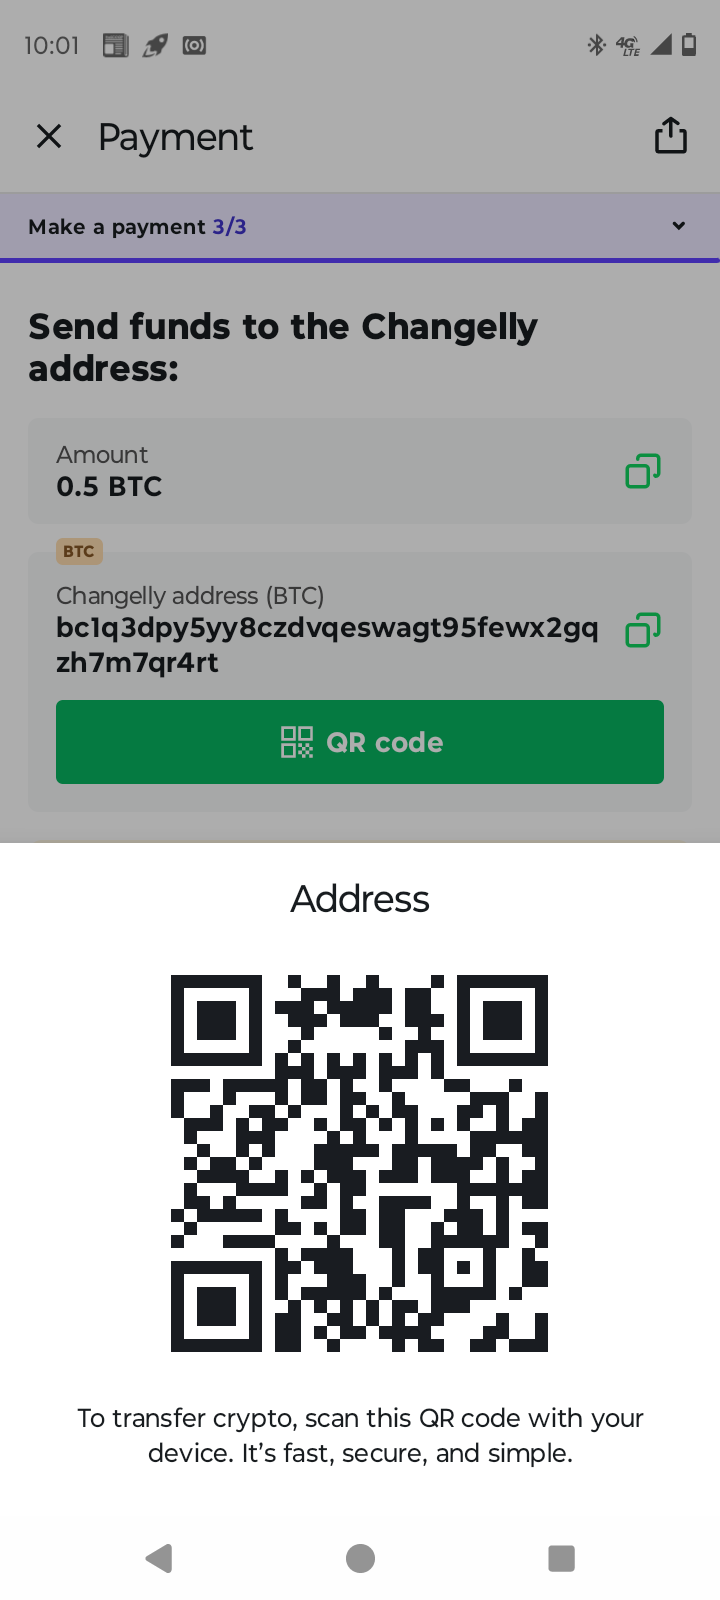 10:01
4G
LTE
Payment
Make a payment 3/3
Send funds to the Changelly
address:
Amount
0.5 BTC
BTC
Changelly address (BTC)
bc1q3dpy5yy8czdvqeswagt95fewx2gq
zh7m7qr4rt
QR code
Address
To transfer crypto, scan this QR code with your
device. It’s fast, secure, and simple.